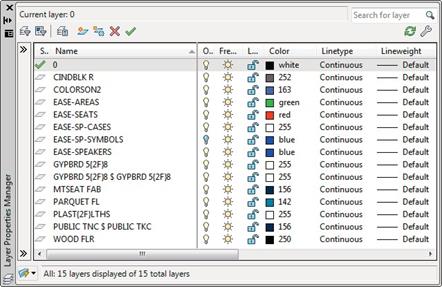 Current layer: 0
Search for layer
S.. Name O.. Fre... L... Color Linetype Lineweight
0 white Continuous Default
CINDBLK R 252 Continuous Default
COLORSON2 163 Continuous Default
EASE-AREAS green Continuous Default
EASE-SEATS red Continuous Default
EASE-SP-CASES 255 Continuous Default
EASE-SP-SYMBOLS blue Continuous Default
EASE-SPEAKERS blue Continuous Default
GYPBRD 5(2F)8 255 Continuous Default
GYPBRD 5(2F)8 S GYPBRD 5(2F)8 255 Continuous Default
MTSEAT FAB 156 Continuous Default
PARQUET FL 142 Continuous Default
PLAST(2F)LTHS 255 Continuous Default
PUBLIC TNC S PUBLIC TKC 156 Continuous Default
WOOD FLR 250 Continuous Default
Layer Properties Manager
All: 15 layers displayed of 15 total layers